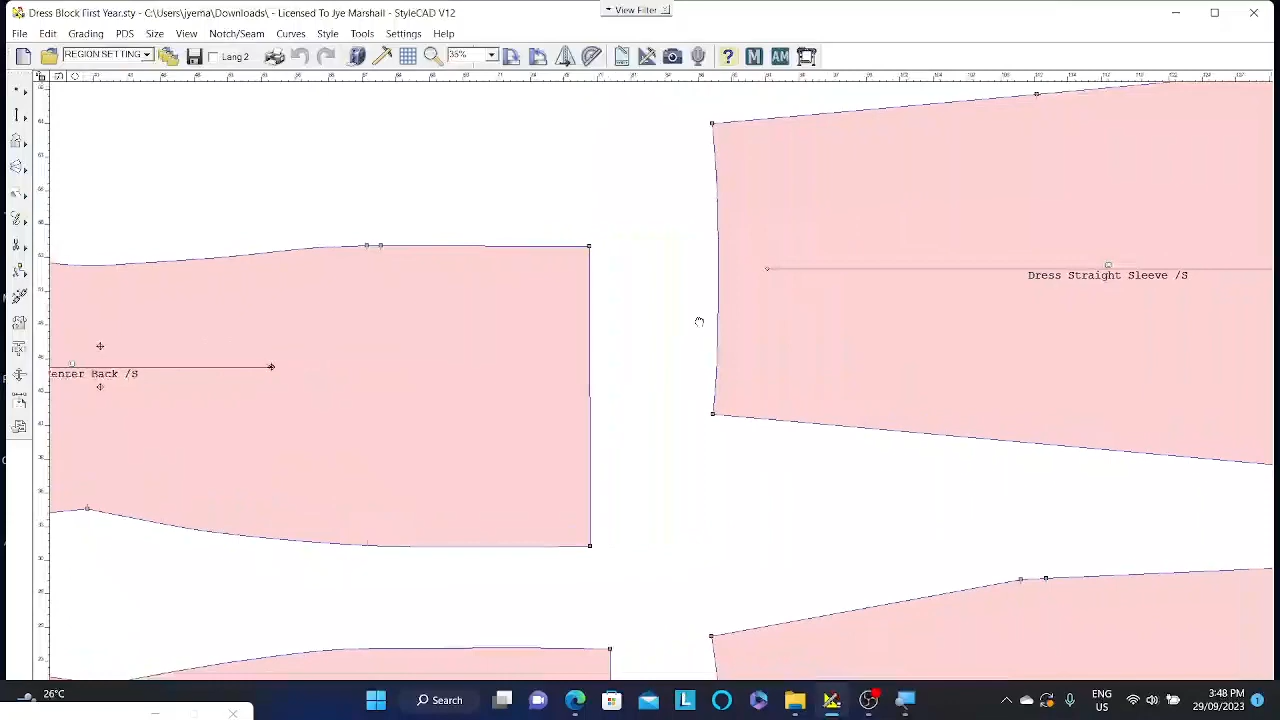 Dress Block First Year.sty - C:\Users\jyema\Downloads\ - Licensed To Jye Marshall - StyleCAD V12
View Filter
File Edit Grading PDS Size View Notch/Seam Curves Style Tools Settings Help
REGION SETTING
Lang 2
35%
? M AM
Dress Straight Sleeve /S
enter Back /S
26°C
Search
L
ENG
US
3:48 PM
29/09/2023
1